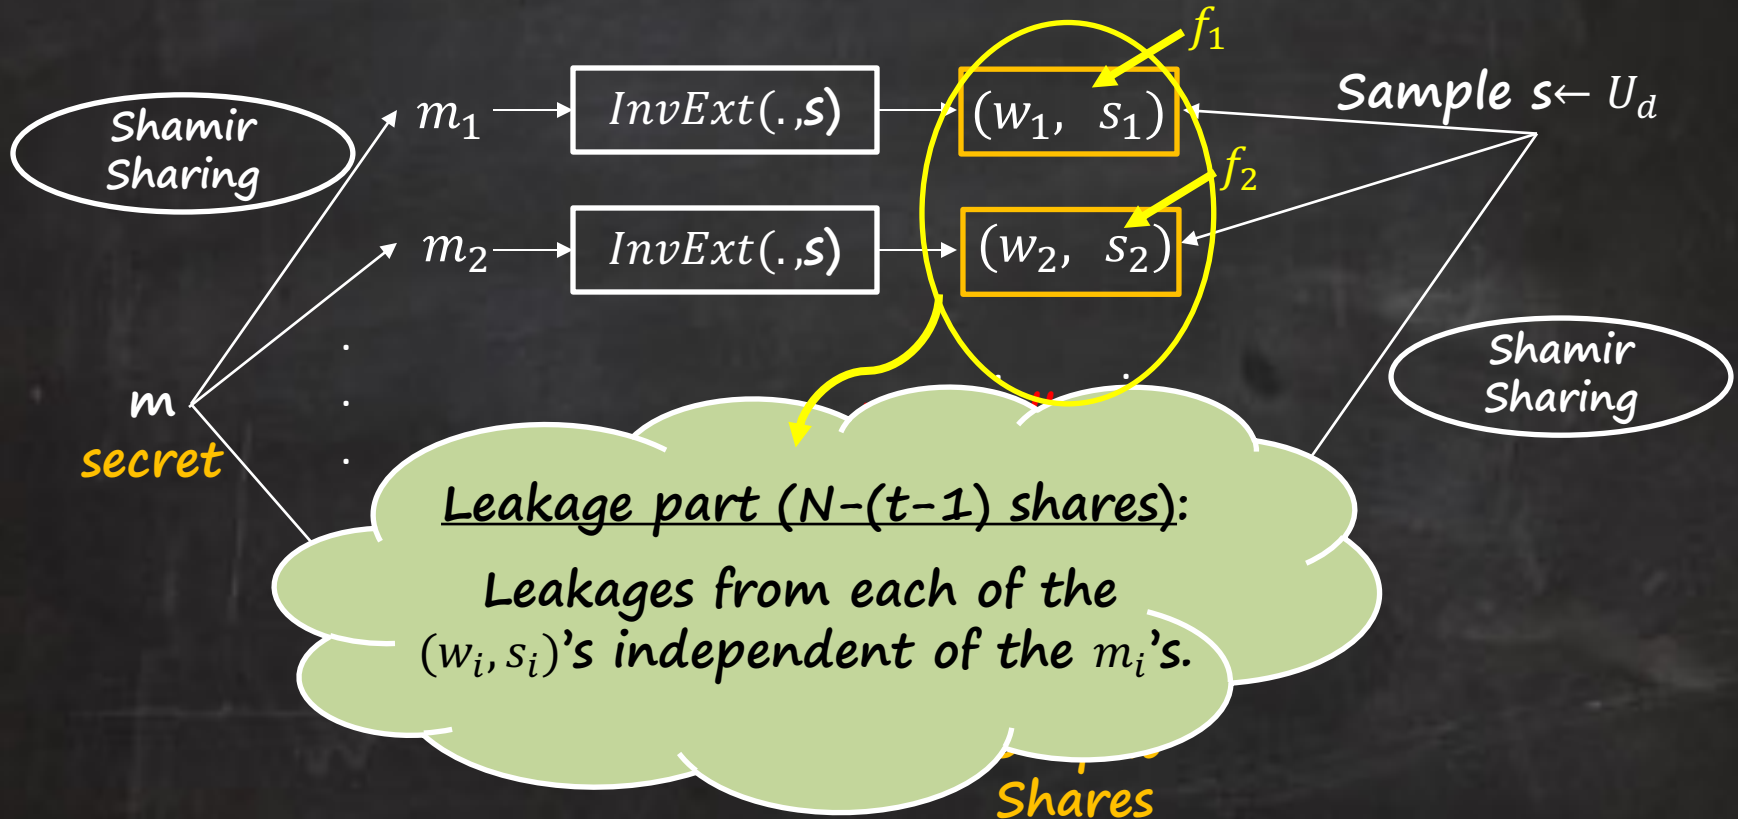 f₁
Shamir
Sharing
m₁
InvExt(.,s)
(w₁, s₁)
Sample s← U_d
f₂
m₂
InvExt(.,s)
(w₂, s₂)
Shamir
Sharing
.
.
.
m
secret
Leakage part (N-(t-1) shares):
Leakages from each of the
(wᵢ, sᵢ)'s independent of the mᵢ's.
Shares